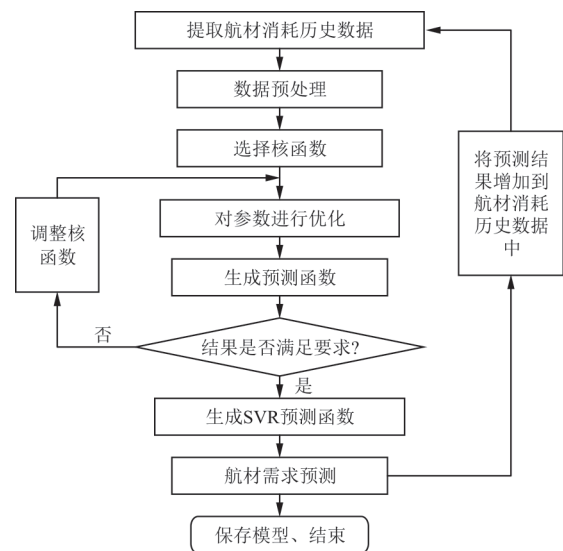 提取航材消耗历史数据
数据预处理
选择核函数
对参数进行优化
生成预测函数
结果是否满足要求?
否
调整核
函数
是
生成SVR预测函数
航材需求预测
将预测结
果增加到
航材消耗
历史数据
中
保存模型、结束